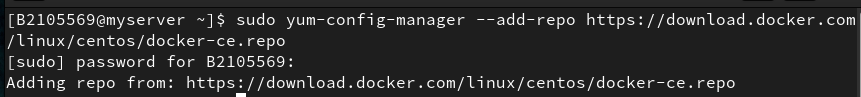 [B2105569@myserver ~]$ sudo yum-config-manager --add-repo https://download.docker.com
/linux/centos/docker-ce.repo
[sudo] password for B2105569:
Adding repo from: https://download.docker.com/linux/centos/docker-ce.repo